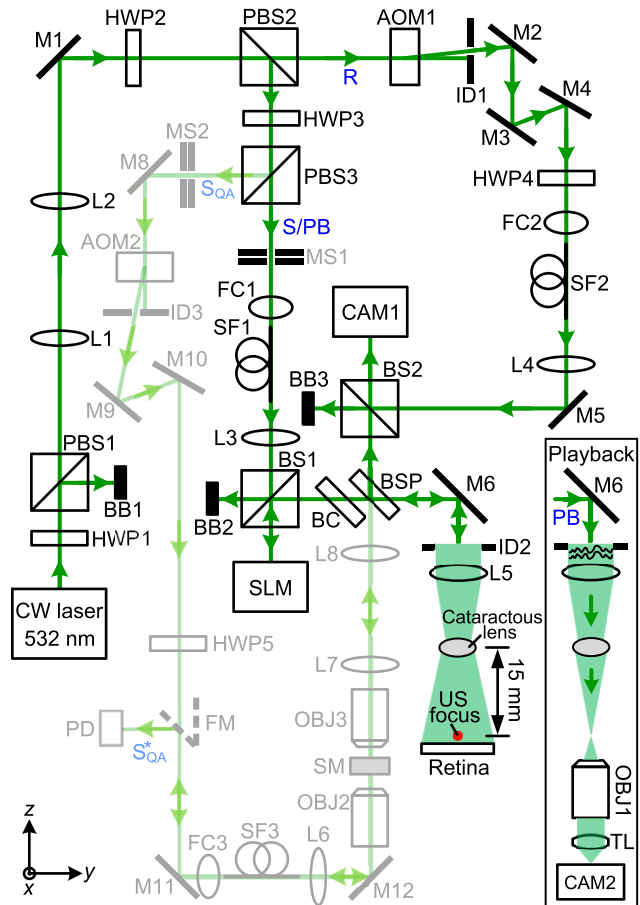 HWP2
PBS2
AOM1
M1
M2
R
ID1
M4
HWP3
MS2
M3
M8
PBS3
HWP4
S_QA
L2
S/PB
FC2
AOM2
MS1
FC1
SF2
ID3
SF1
CAM1
L1
M10
BS2
L4
BB3
M9
M5
L3
PBS1
BS1
Playback
BSP
M6
M6
BB1
BB2
BC
PB
HWP1
ID2
L8
L5
SLM
CW laser
532 nm
Cataractous
lens
HWP5
L7
15 mm
US
focus
PD
FM
OBJ3
S*_QA
Retina
SM
OBJ1
OBJ2
z
SF3
L6
FC3
TL
x
y
M11
M12
CAM2